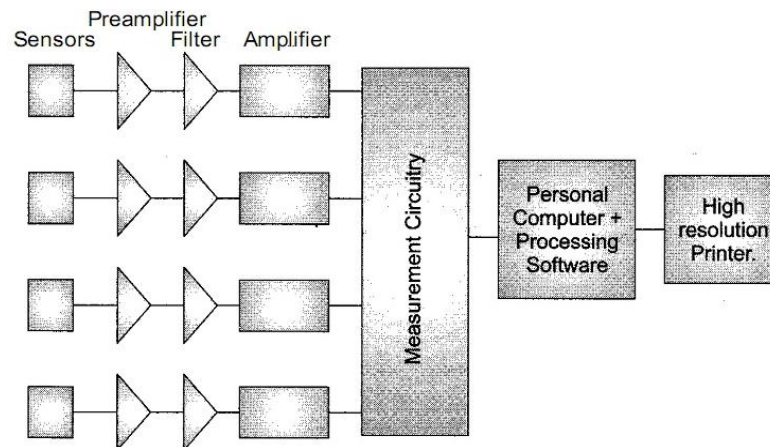 Preamplifier
Sensors Filter Amplifier
Measurement Circuitry
Personal
Computer +
Processing
Software
High
resolution
Printer.